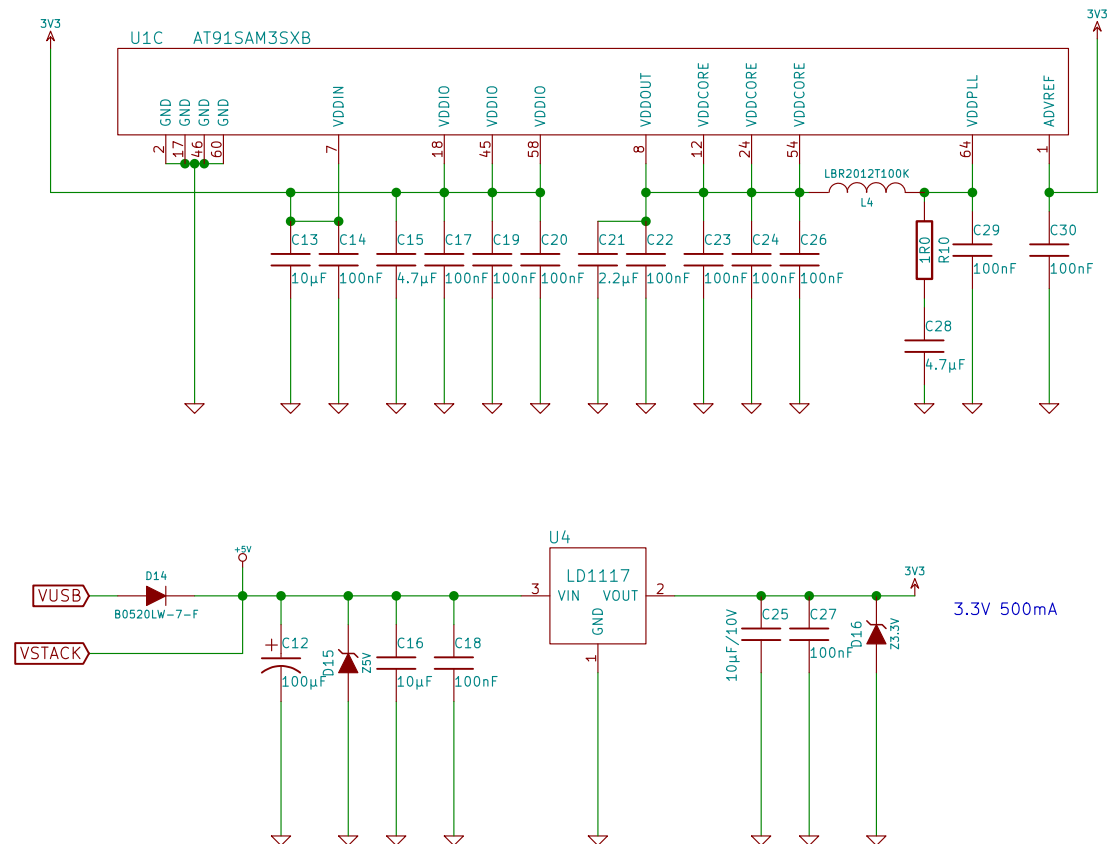 3V3
3V3
U1C AT91SAM3SXB
GND
GND
GND
GND
VDDIN
VDDIO
VDDIO
VDDIO
VDDOUT
VDDCORE
VDDCORE
VDDCORE
VDDPLL
ADVREF
2
17
46
60
7
18
45
58
8
12
24
54
64
1
LBR2012T100K
L4
C13
10µF
C14
100nF
C15
4.7µF
C17
100nF
C19
100nF
C20
100nF
C21
2.2µF
C22
100nF
C23
100nF
C24
100nF
C26
100nF
1R0
R10
C29
100nF
C30
100nF
C28
4.7µF
U4
LD1117
VIN
VOUT
GND
3
2
1
+5V
3V3
D14
B0520LW-7-F
VUSB
VSTACK
C12
100µF
D15
Z5V
C16
10µF
C18
100nF
C25
10µF/10V
C27
100nF
D16
Z3.3V
3.3V 500mA